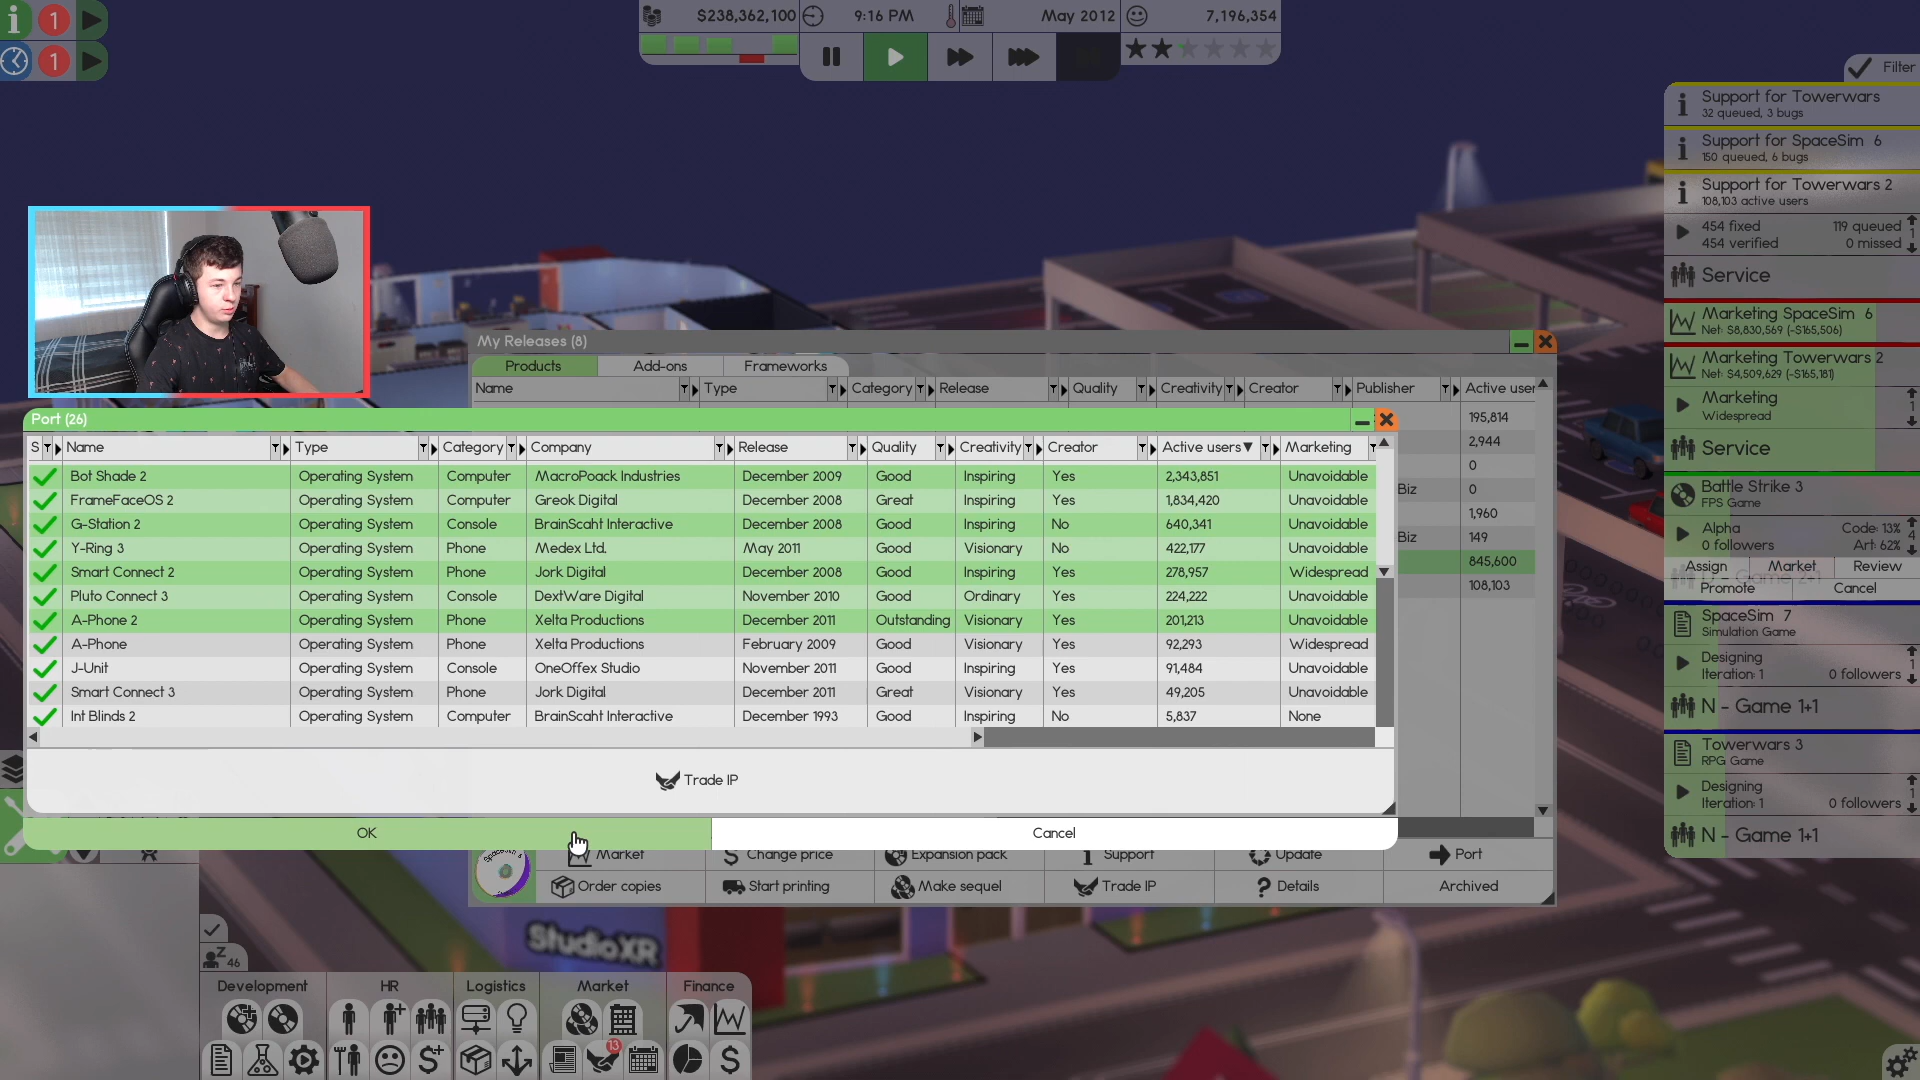 1
1
$238,362,100 9:16 PM May 2012 7,196,354
Filter
Support for Towerwars
32 queued, 3 bugs
Support for SpaceSim 6
150 queued, 6 bugs
Support for Towerwars 2
108,103 active users
454 fixed 119 queued
454 verified 0 missed
1
Service
Marketing SpaceSim 6
Net: $8,830,569 (-$165,506)
Marketing Towerwars 2
Net: $4,509,629 (-$165,181)
Marketing
Widespread
1
Service
Battle Strike 3
FPS Game
Alpha Code: 13%
0 followers Art: 62%
4
Assign Market Review
Promote Cancel
SpaceSim 7
Simulation Game
Designing
Iteration: 1 0 followers
1
N - Game 1+1
Towerwars 3
RPG Game
Designing
Iteration: 1 0 followers
1
N - Game 1+1
My Releases (8)
Products Add-ons Frameworks
Name Type Category Release Quality Creativity Creator Publisher Active user
195,814
2,944
0
Biz 0
1,960
Biz 149
845,600
108,103
Port (26)
S Name Type Category Company Release Quality Creativity Creator Active users Marketing
Bot Shade 2 Operating System Computer MacroPoack Industries December 2009 Good Inspiring Yes 2,343,851 Unavoidable
FrameFaceOS 2 Operating System Computer Greok Digital December 2008 Great Inspiring Yes 1,834,420 Unavoidable
G-Station 2 Operating System Console BrainScaht Interactive December 2008 Good Inspiring No 640,341 Unavoidable
Y-Ring 3 Operating System Phone Medex Ltd. May 2011 Good Visionary No 422,177 Unavoidable
Smart Connect 2 Operating System Phone Jork Digital December 2008 Good Inspiring Yes 278,957 Widespread
Pluto Connect 3 Operating System Console DextWare Digital November 2010 Good Ordinary Yes 224,222 Unavoidable
A-Phone 2 Operating System Phone Xelta Productions December 2011 Outstanding Visionary Yes 201,213 Unavoidable
A-Phone Operating System Phone Xelta Productions February 2009 Good Visionary Yes 92,293 Widespread
J-Unit Operating System Console OneOffex Studio November 2011 Good Inspiring Yes 91,484 Unavoidable
Smart Connect 3 Operating System Phone Jork Digital December 2011 Great Visionary Yes 49,205 Unavoidable
Int Blinds 2 Operating System Computer BrainScaht Interactive December 1993 Good Inspiring No 5,837 None
Trade IP
OK Cancel
Market Change price Expansion pack Support Update Port
Order copies Start printing Make sequel Trade IP Details Archived
StudioXR
46
Development HR Logistics Market Finance
13